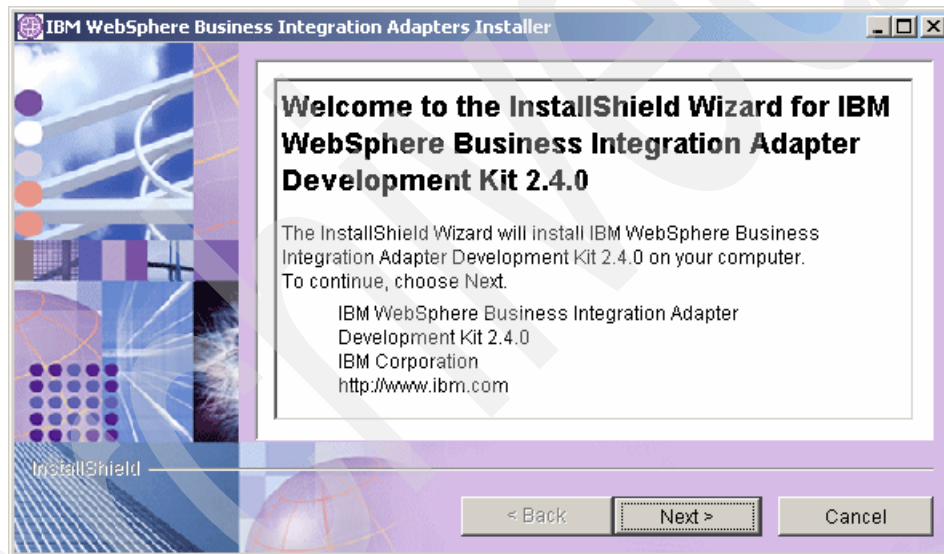 IBM WebSphere Business Integration Adapters Installer
Welcome to the InstallShield Wizard for IBM
WebSphere Business Integration Adapter
Development Kit 2.4.0
The InstallShield Wizard will install IBM WebSphere Business
Integration Adapter Development Kit 2.4.0 on your computer.
To continue, choose Next.
IBM WebSphere Business Integration Adapter
Development Kit 2.4.0
IBM Corporation
http://www.ibm.com
InstallShield
< Back
Next >
Cancel